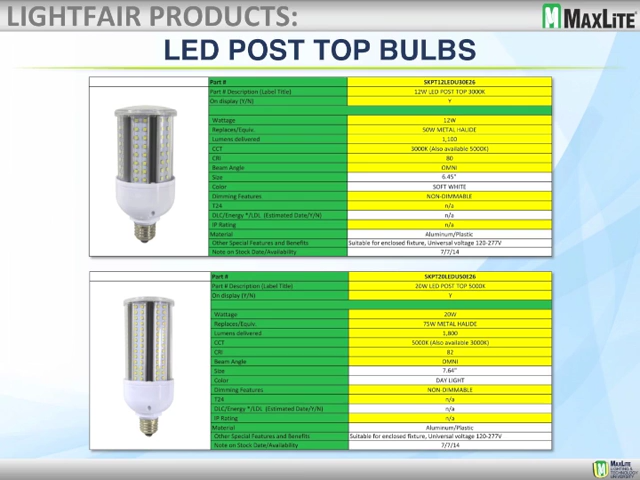 LIGHTFAIR PRODUCTS:
MAXLITE®
LED POST TOP BULBS
Part # SKPT12LEDU30E26
Part # Description (Label Title) 12W LED POST TOP 3000K
On display (Y/N) Y
Wattage 12W
Replaces/Equiv. 50W METAL HALIDE
Lumens delivered 1,100
CCT 3000K (Also available 5000K)
CRI 80
Beam Angle OMNI
Size 6.45"
Color SOFT WHITE
Dimming Features NON-DIMMABLE
T24 n/a
DLC/Energy */LDL (Estimated Date/Y/N) n/a
IP Rating n/a
Material Aluminum/Plastic
Other Special Features and Benefits Suitable for enclosed fixture, Universal voltage 120-277V
Note on Stock Date/Availability 7/7/14
Part # SKPT20LEDU50E26
Part # Description (Label Title) 20W LED POST TOP 5000K
On display (Y/N) Y
Wattage 20W
Replaces/Equiv. 75W METAL HALIDE
Lumens delivered 1,800
CCT 5000K (Also available 3000K)
CRI 82
Beam Angle OMNI
Size 7.64"
Color DAY LIGHT
Dimming Features NON-DIMMABLE
T24 n/a
DLC/Energy */LDL (Estimated Date/Y/N) n/a
IP Rating n/a
Material Aluminum/Plastic
Other Special Features and Benefits Suitable for enclosed fixture, Universal voltage 120-277V
Note on Stock Date/Availability 7/7/14
MAXLITE
LIGHTING &
TECHNOLOGY
UNIVERSITY